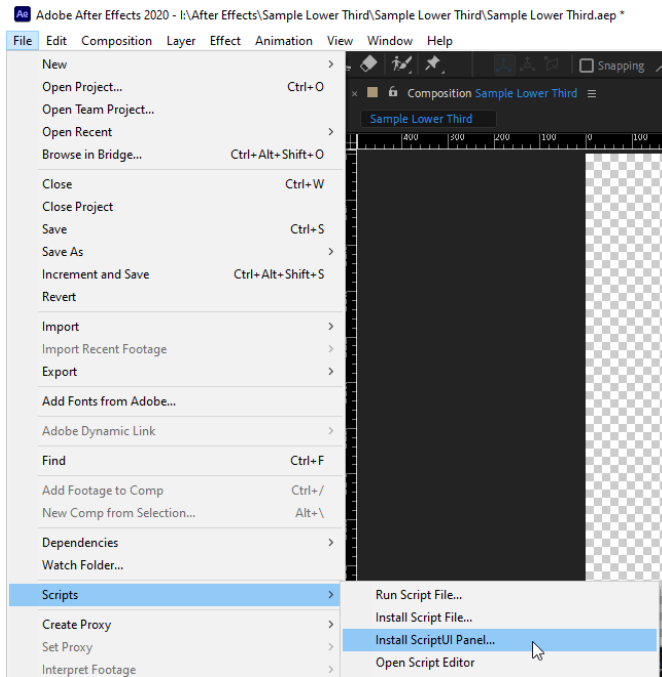 Ae Adobe After Effects 2020 - I:\After Effects\Sample Lower Third\Sample Lower Third\Sample Lower Third.aep *
File Edit Composition Layer Effect Animation View Window Help
New
Open Project... Ctrl+O
Open Team Project...
Open Recent
Browse in Bridge... Ctrl+Alt+Shift+O
Close Ctrl+W
Close Project
Save Ctrl+S
Save As
Increment and Save Ctrl+Alt+Shift+S
Revert
Import
Import Recent Footage
Export
Add Fonts from Adobe...
Adobe Dynamic Link
Find Ctrl+F
Add Footage to Comp Ctrl+/
New Comp from Selection... Alt+\
Dependencies
Watch Folder...
Scripts
Create Proxy
Set Proxy
Interpret Footage
Snapping
Composition Sample Lower Third
Sample Lower Third
400 300 200 100 0 100
Run Script File...
Install Script File...
Install ScriptUI Panel...
Open Script Editor